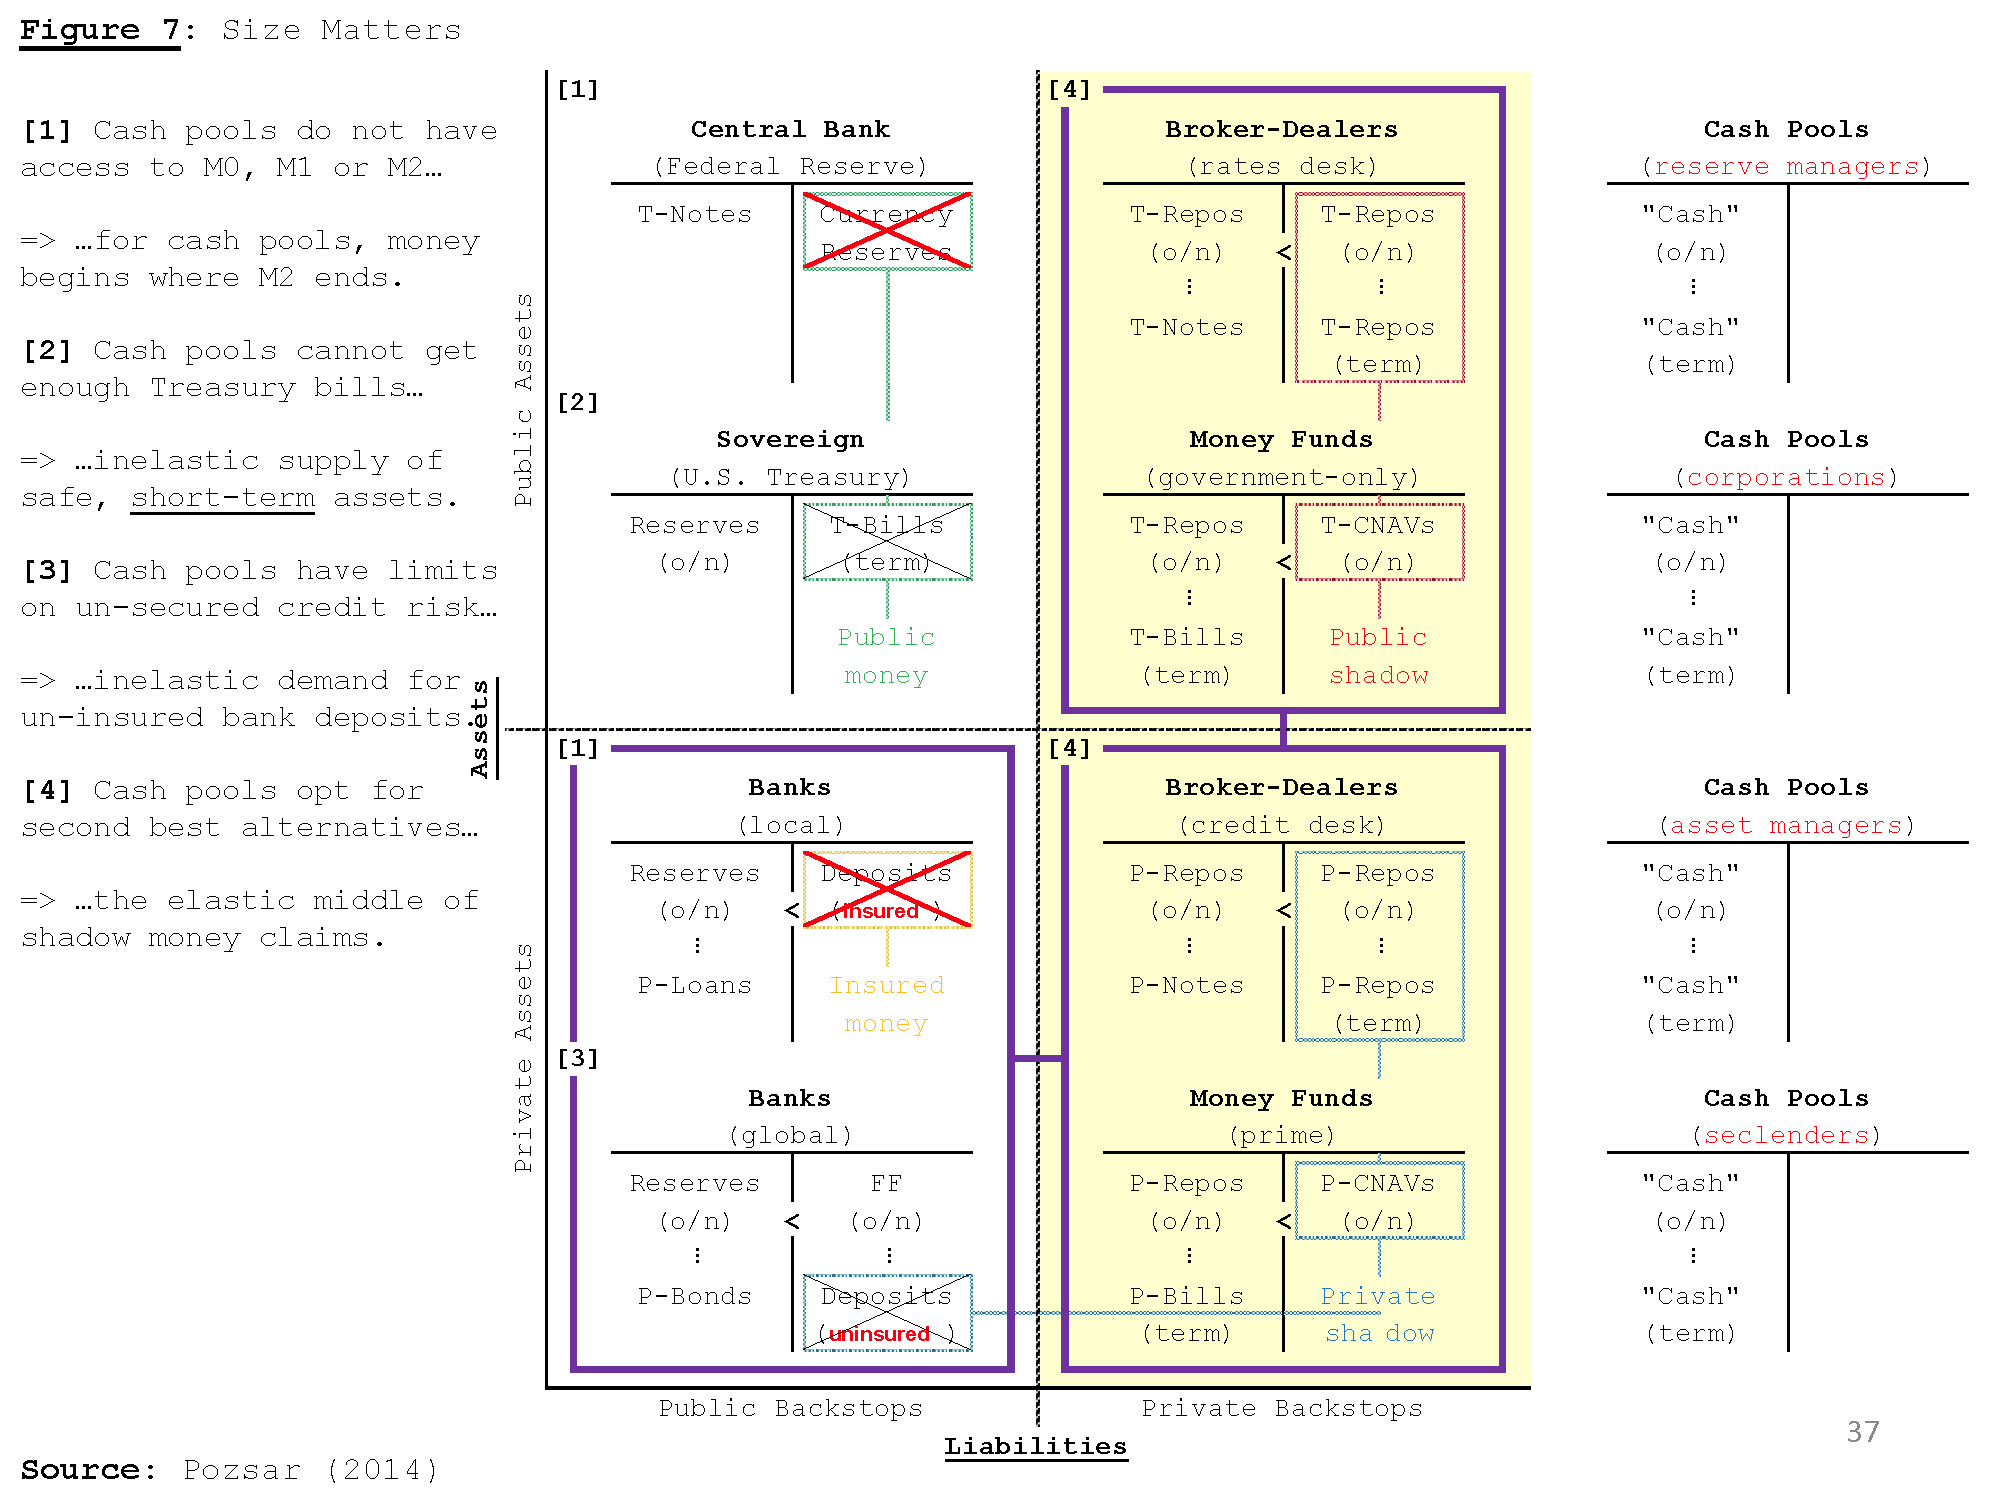 Figure 7: Size Matters
[1] Cash pools do not have
access to M0, M1 or M2…
=> …for cash pools, money
begins where M2 ends.
[2] Cash pools cannot get
enough Treasury bills…
=> …inelastic supply of
safe, short-term assets.
[3] Cash pools have limits
on un-secured credit risk…
=> …inelastic demand for
un-insured bank deposits.
[4] Cash pools opt for
second best alternatives…
=> …the elastic middle of
shadow money claims.
Source: Pozsar (2014)
Assets
Public Assets
Private Assets
[1]
Central Bank
(Federal Reserve)
T-Notes
Currency
Reserves
[2]
Sovereign
(U.S. Treasury)
Reserves
(o/n)
T-Bills
(term)
Public
money
[4]
Broker-Dealers
(rates desk)
T-Repos
(o/n)
⋮
T-Notes
<
T-Repos
(o/n)
⋮
T-Repos
(term)
Money Funds
(government-only)
T-Repos
(o/n)
⋮
T-Bills
(term)
<
T-CNAVs
(o/n)
Public
shadow
Cash Pools
(reserve managers)
"Cash"
(o/n)
⋮
"Cash"
(term)
Cash Pools
(corporations)
"Cash"
(o/n)
⋮
"Cash"
(term)
[1]
Banks
(local)
Reserves
(o/n)
⋮
P-Loans
<
Deposits
(insured )
Insured
money
[3]
Banks
(global)
Reserves
(o/n)
⋮
P-Bonds
<
FF
(o/n)
⋮
Deposits
(uninsured )
[4]
Broker-Dealers
(credit desk)
P-Repos
(o/n)
⋮
P-Notes
<
P-Repos
(o/n)
⋮
P-Repos
(term)
Money Funds
(prime)
P-Repos
(o/n)
⋮
P-Bills
(term)
<
P-CNAVs
(o/n)
Private
sha dow
Cash Pools
(asset managers)
"Cash"
(o/n)
⋮
"Cash"
(term)
Cash Pools
(seclenders)
"Cash"
(o/n)
⋮
"Cash"
(term)
Public Backstops
Private Backstops
Liabilities
37